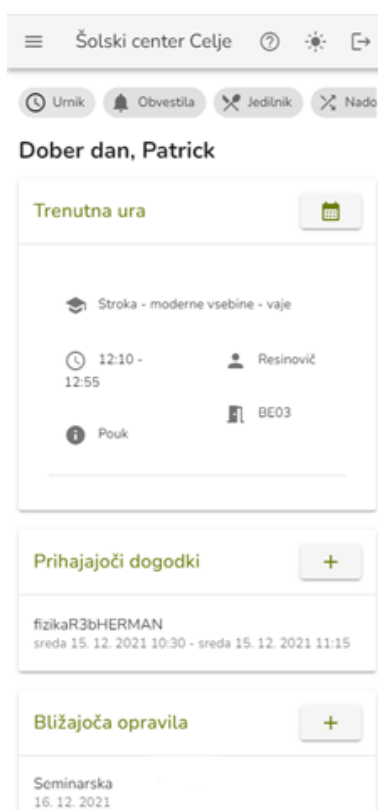 Šolski center Celje
Urnik Obvestila Jedilnik Nado
Dober dan, Patrick
Trenutna ura
Stroka - moderne vsebine - vaje
12:10 -
12:55
Resinovič
BE03
Pouk
Prihajajoči dogodki
fizikaR3bHERMAN
sreda 15. 12. 2021 10:30 - sreda 15. 12. 2021 11:15
Bližajoča opravila
Seminarska
16. 12. 2021